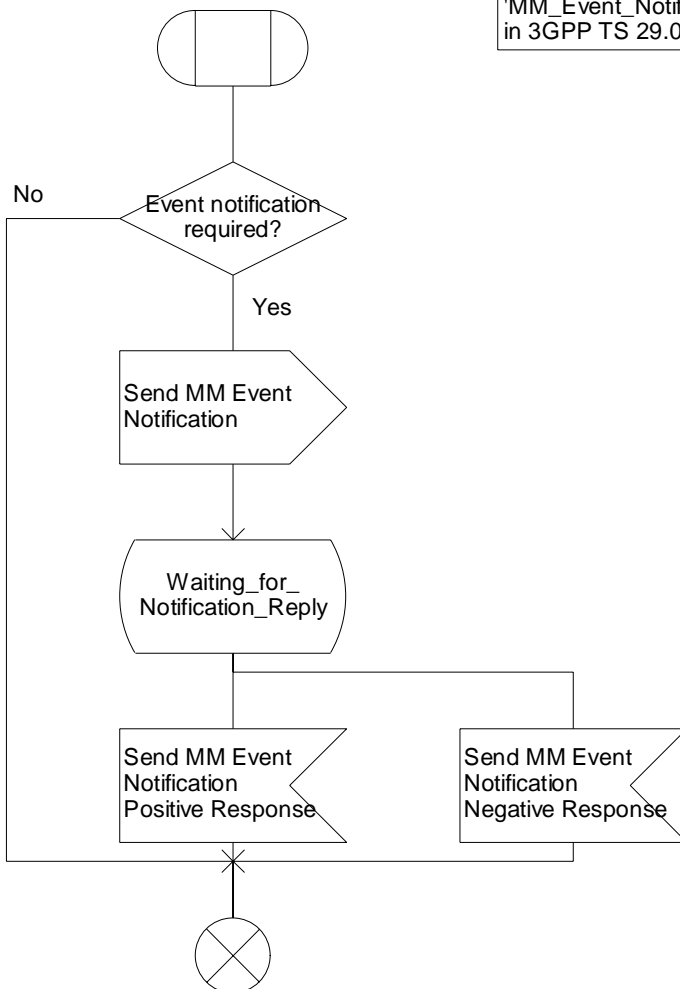 in 3GPP TS 29.0
No
Event notification
required?
Yes
Send MM Event
Notification
Waiting_for_
Notification_Reply
Send MM Event
Notification
Positive Response
Send MM Event
Notification
Negative Response